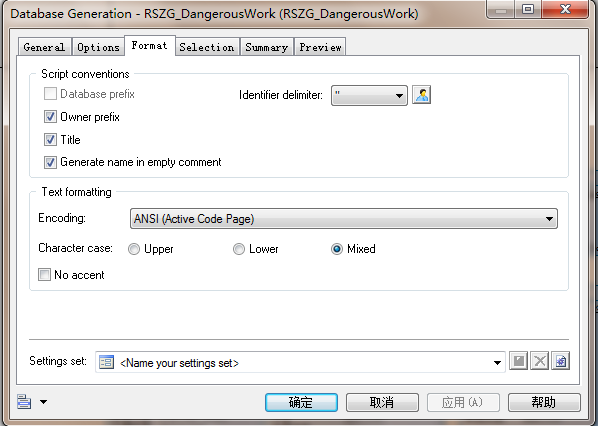 Database Generation - RSZG_DangerousWork (RSZG_DangerousWork)
General Options Format Selection Summary Preview
Script conventions
Database prefix Identifier delimiter: "
Owner prefix
Title
Generate name in empty comment
Text formatting
Encoding: ANSI (Active Code Page)
Character case: Upper Lower Mixed
No accent
Settings set: <Name your settings set>
确定 取消 应用(A) 帮助